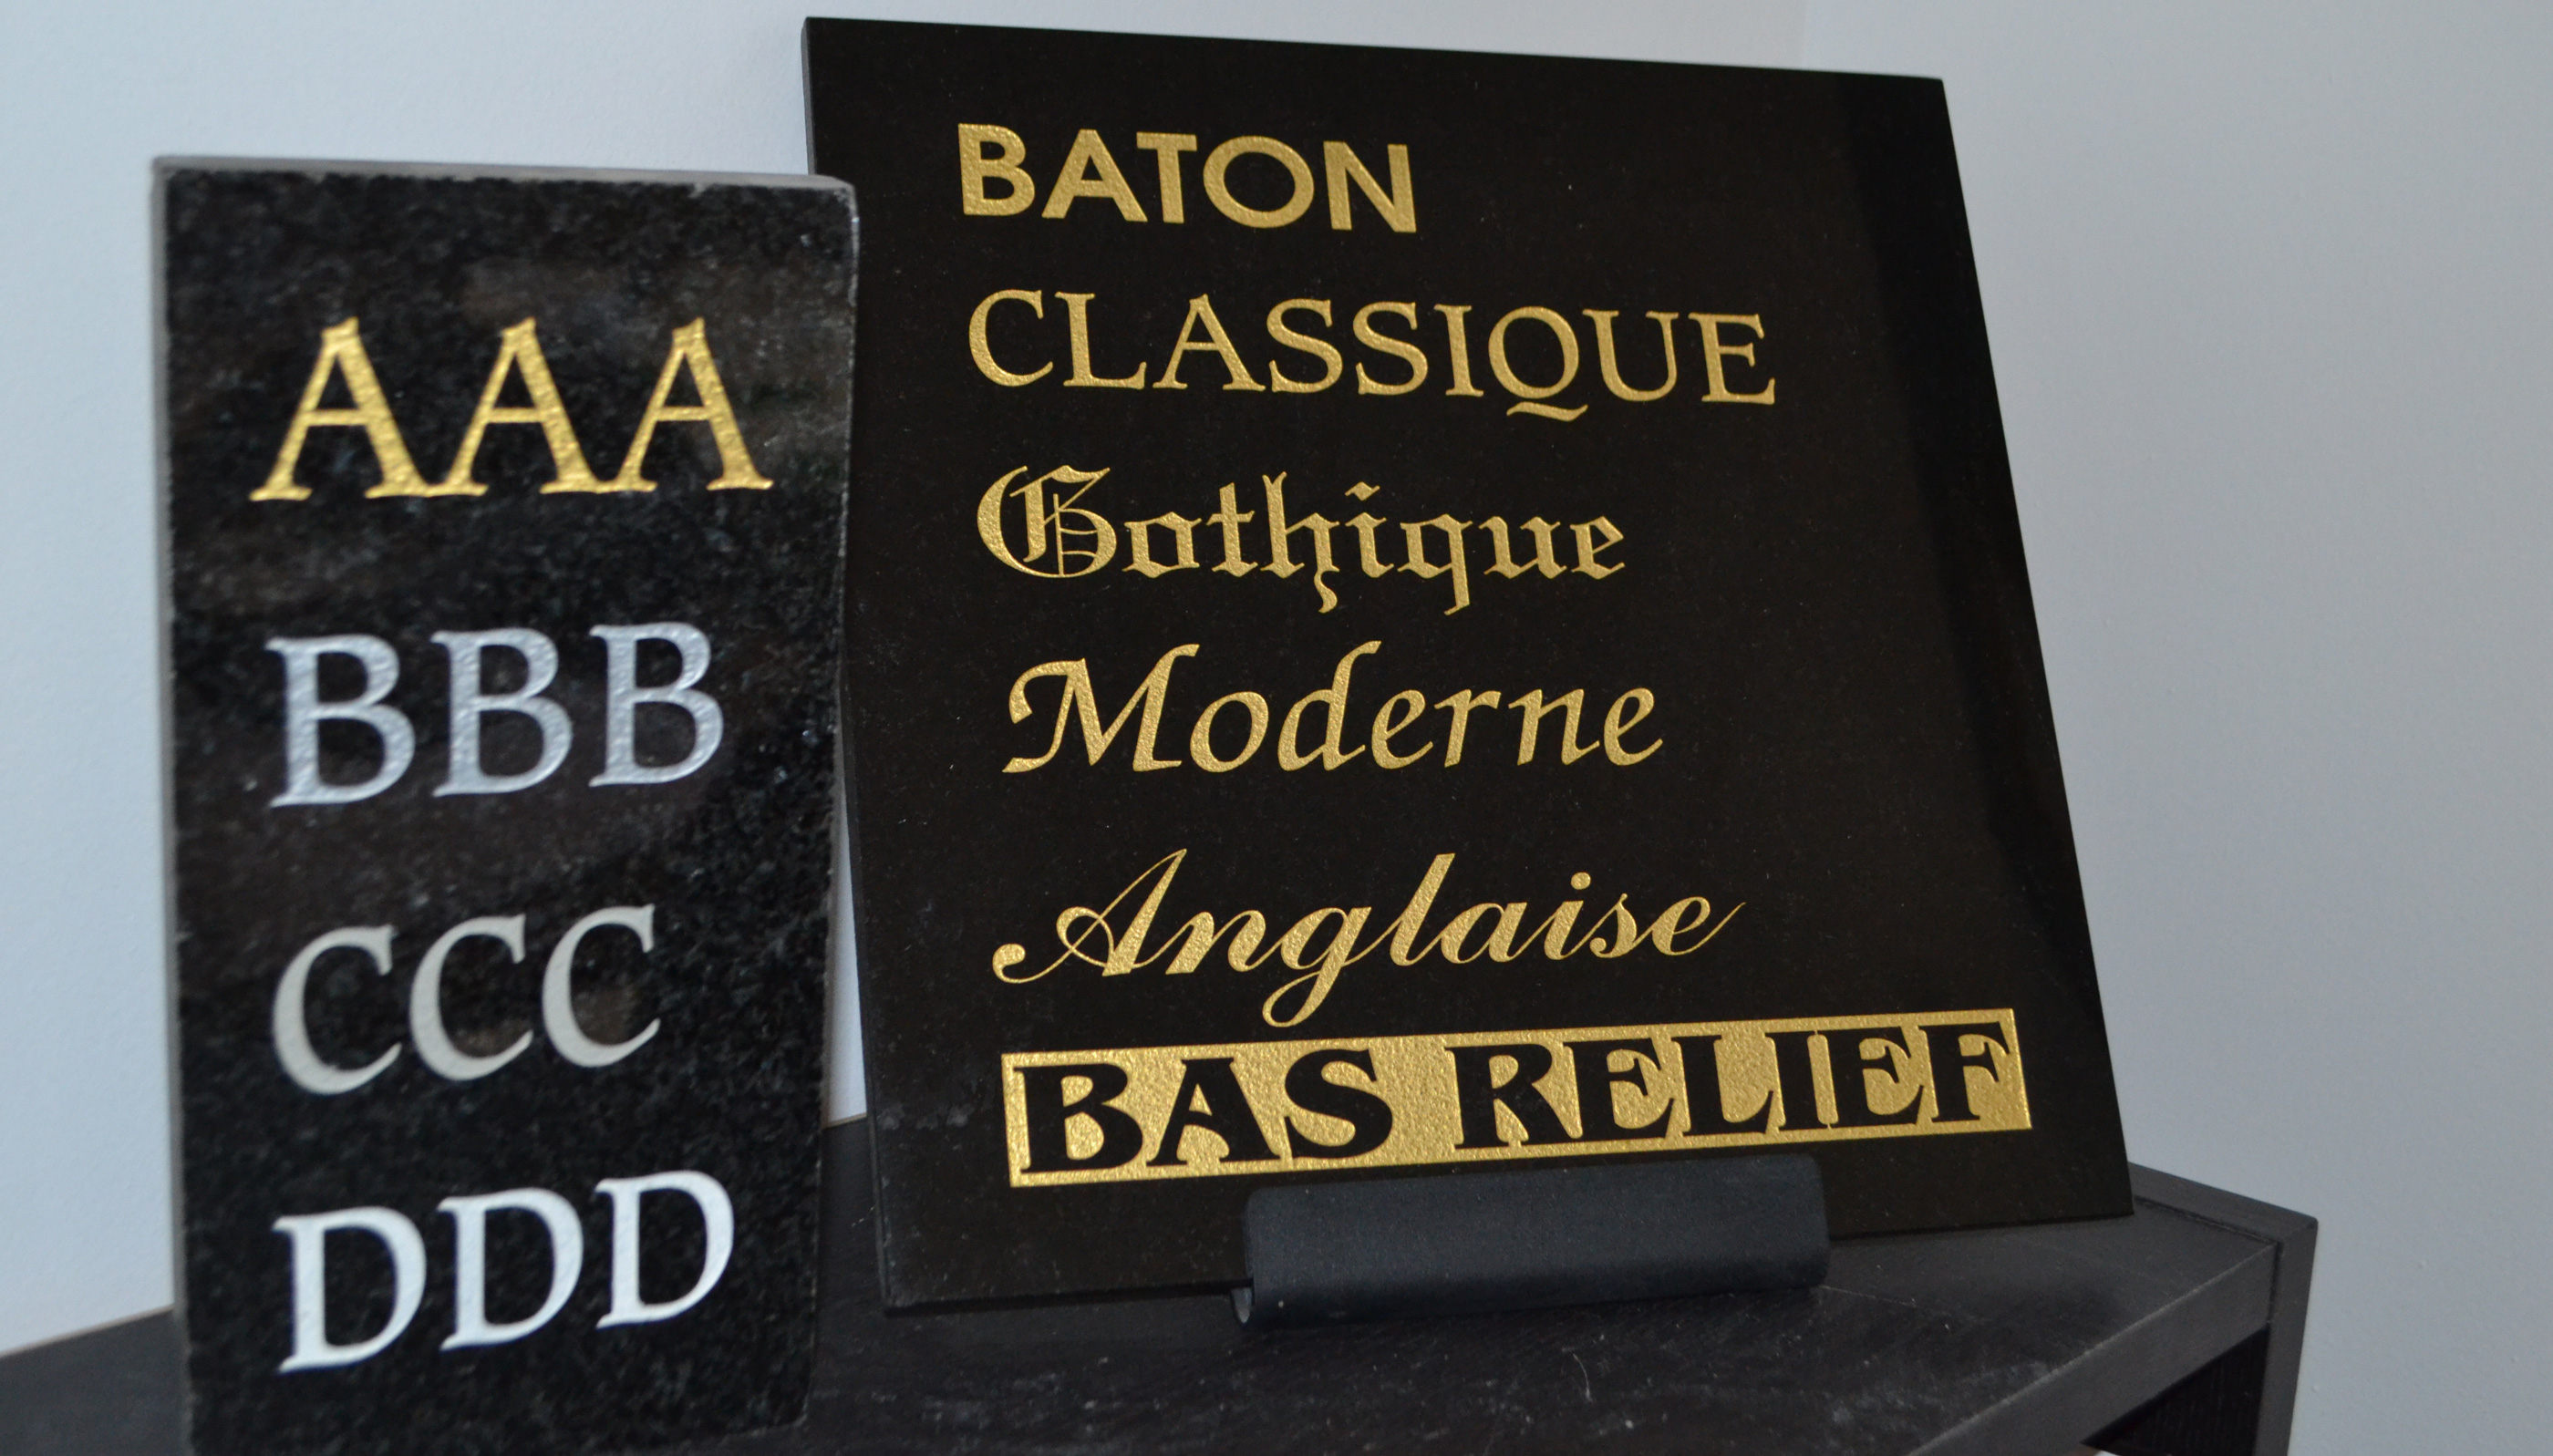 AAA
BBB
CCC
DDD
BATON
CLASSIQUE
Gothique
Moderne
Anglaise
BAS RELIEF